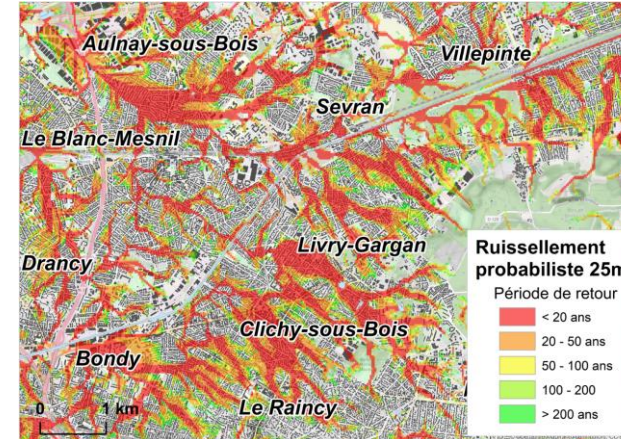 Aulnay-sous-Bois
Villepinte
Sevran
Le Blanc-Mesnil
Livry-Gargan
Drancy
Clichy-sous-Bois
Bondy
Le Raincy
0 1 km
Ruissellement
probabiliste 25m
Période de retour
< 20 ans
20 - 50 ans
50 - 100 ans
100 - 200
> 200 ans